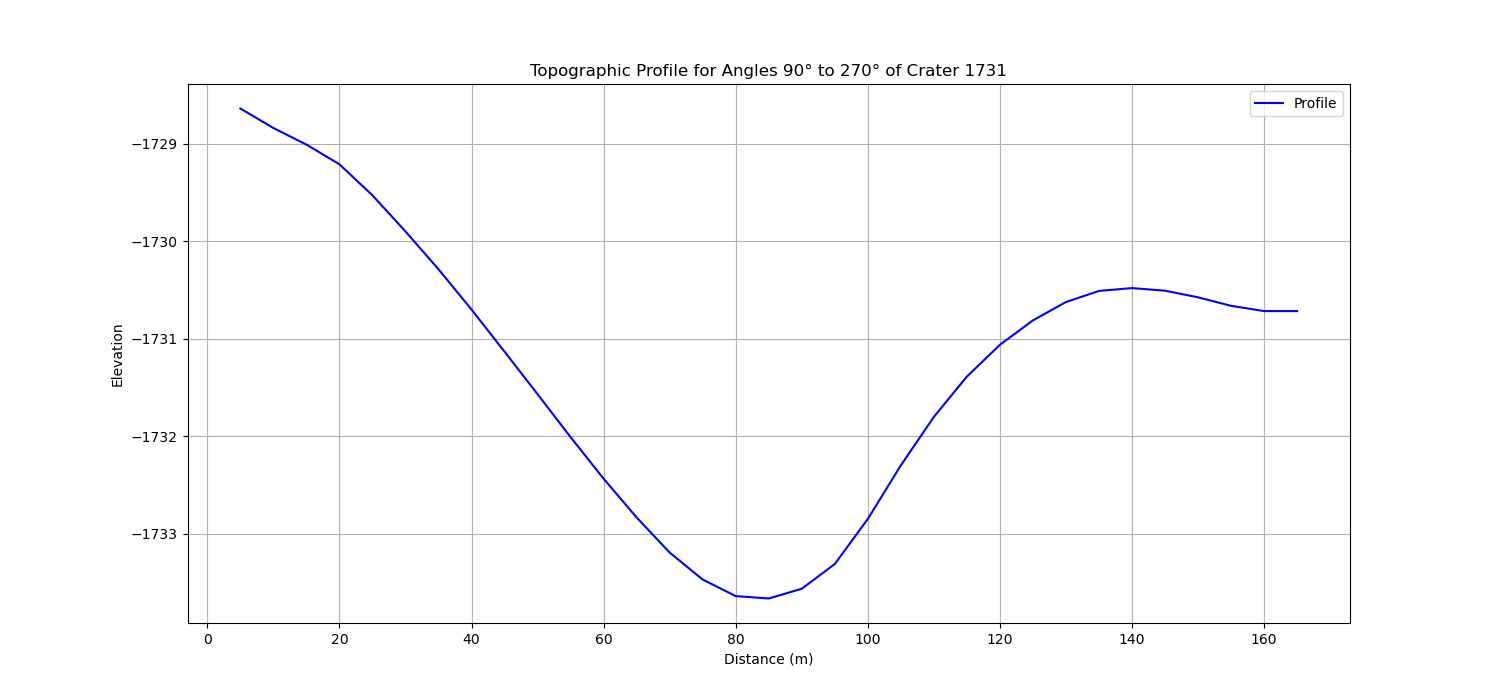 Topographic Profile for Angles 90° to 270° of Crater 1731
Profile
−1729
−1730
−1731
−1732
−1733
Elevation
0 20 40 60 80 100 120 140 160
Distance (m)